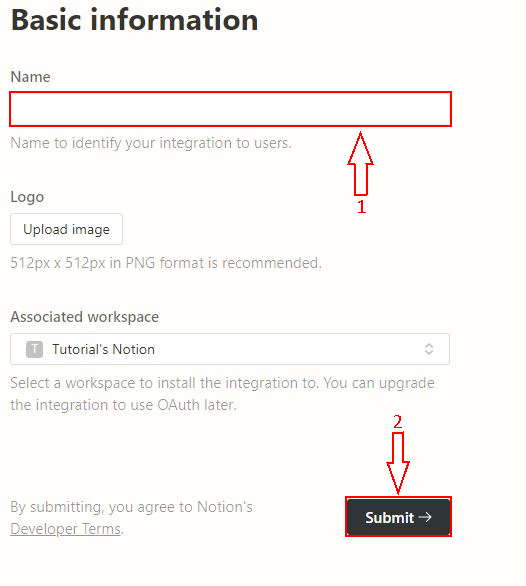 Basic information
Name
Name to identify your integration to users.
1
Logo
Upload image
512px x 512px in PNG format is recommended.
Associated workspace
T Tutorial's Notion
Select a workspace to install the integration to. You can upgrade
the integration to use OAuth later.
2
By submitting, you agree to Notion's
Developer Terms.
Submit →